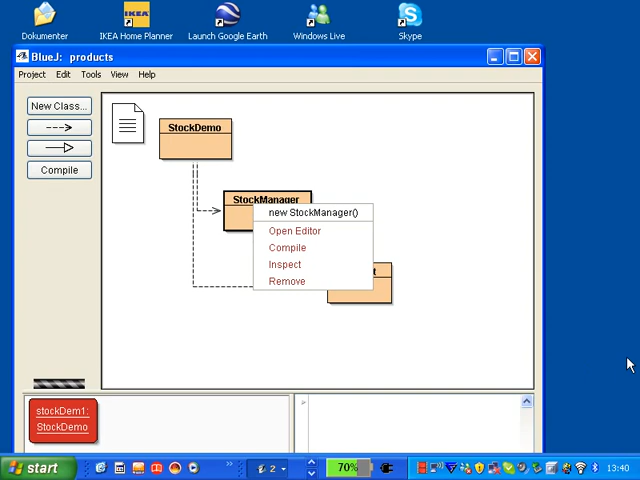 Dokumenter
IKEA Home Planner
Launch Google Earth
Windows Live
Skype
BlueJ: products
Project Edit Tools View Help
New Class...
Compile
StockDemo
StockManager
new StockManager()
Open Editor
Compile
Inspect
Remove
t
stockDem1:
StockDemo
start
2
70%
13:40